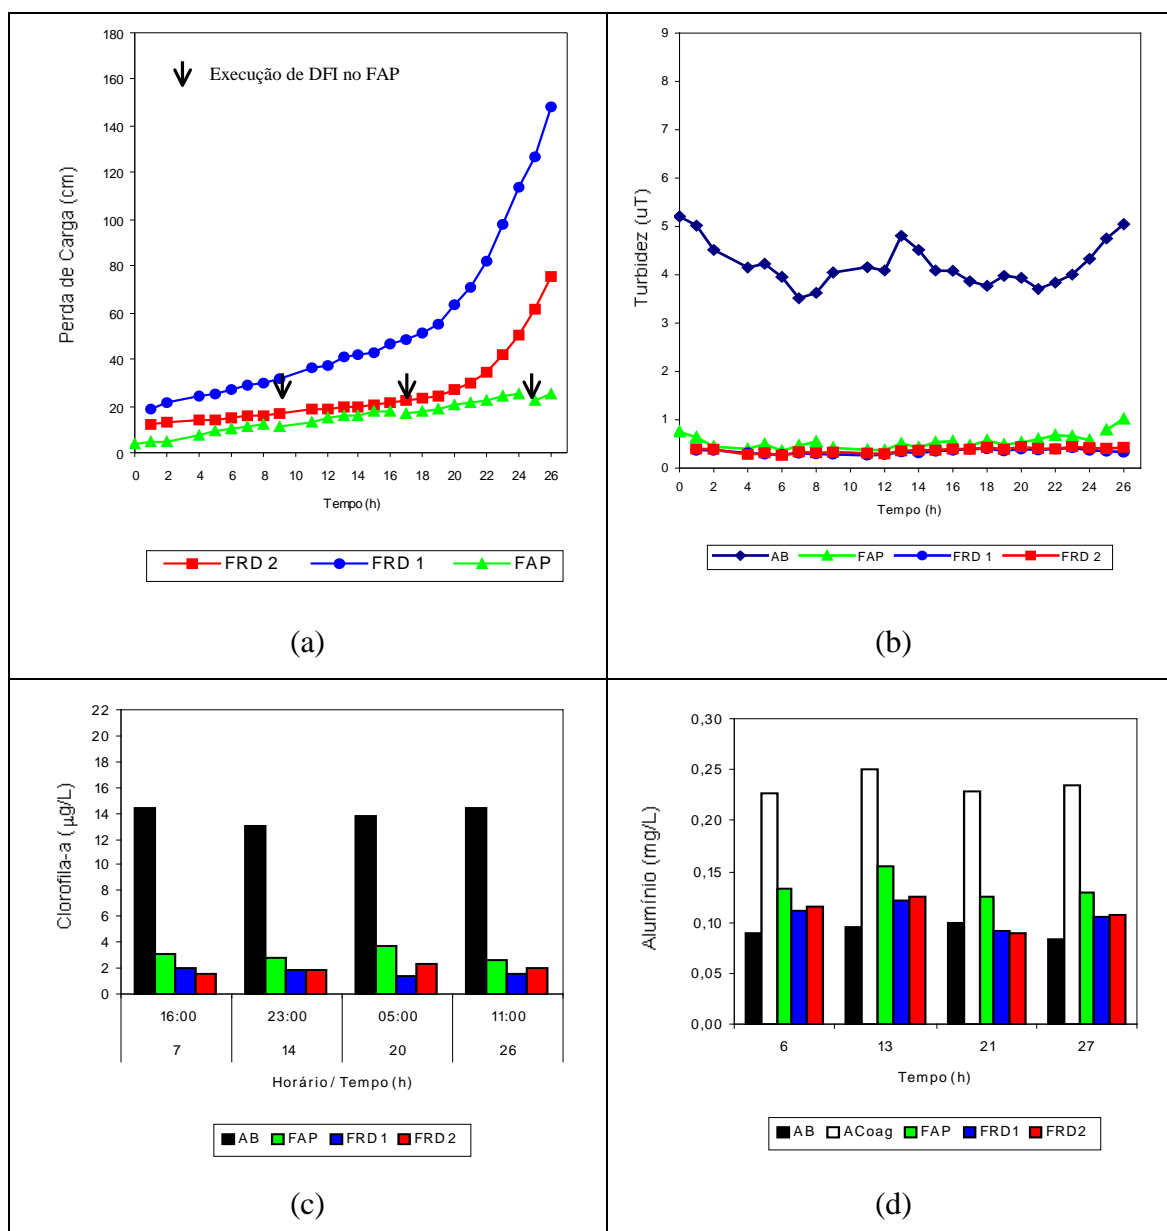 180
160
140
120
100
80
60
40
20
0
Perda de Carga (cm)
Execução de DFI no FAP
0 2 4 6 8 10 12 14 16 18 20 22 24 26
Tempo (h)
FRD 2 FRD 1 FAP
(a)
9
8
7
6
5
4
3
2
1
0
Turbidez (uT)
0 2 4 6 8 10 12 14 16 18 20 22 24 26
Tempo (h)
AB FAP FRD 1 FRD 2
(b)
22
20
18
16
14
12
10
8
6
4
2
0
Clorofila-a (µg/L)
16:00 23:00 05:00 11:00
7 14 20 26
Horário / Tempo (h)
AB FAP FRD1 FRD2
(c)
0,30
0,25
0,20
0,15
0,10
0,05
0,00
Alumínio (mg/L)
6 13 21 27
Tempo (h)
AB ACoag FAP FRD1 FRD2
(d)